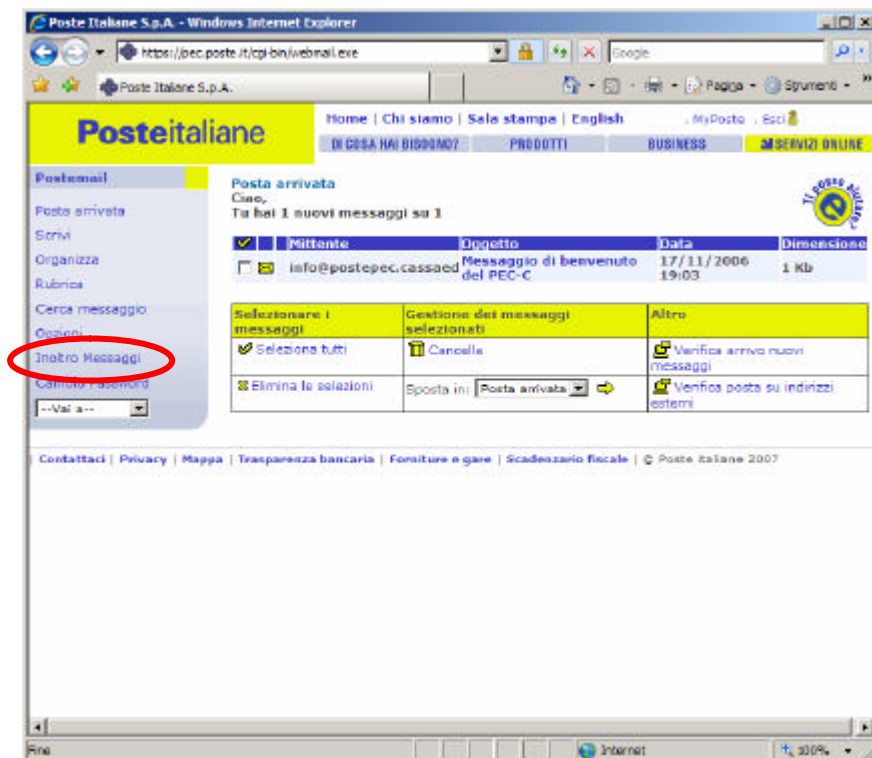 Poste Italiane S.p.A. - Windows Internet Explorer
https://pec.poste.it/cgi-bin/webmail.exe
Google
Poste Italiane S.p.A.
Pagina
Strumenti
Posteitaliane
Home | Chi siamo | Sala stampa | English
MyPoste
Esci
DI COSA HAI BISOGNO?
PRODOTTI
BUSINESS
SERVIZI ONLINE
Postemail
Posta arrivata
Scrivi
Organizza
Rubrica
Cerca messaggio
Opzioni
Inoltro Messaggi
Cambio Password
--Vai a--
Posta arrivata
Ciao,
Tu hai 1 nuovi messaggi su 1
Ti posso aiutare?
Mittente Oggetto Data Dimensione
info@postepec.cassaed Messaggio di benvenuto del PEC-C 17/11/2006 19:03 1 Kb
Selezionare i messaggi
Gestione dei messaggi selezionati
Altro
Seleziona tutti
Cancella
Verifica arrivo nuovi messaggi
Elimina le selezioni
Sposta in: Posta arrivata
Verifica posta su indirizzi esterni
| Contattaci | Privacy | Mappa | Trasparenza bancaria | Forniture e gare | Scadenzario fiscale | © Poste italiane 2007
Fine
Internet
100%